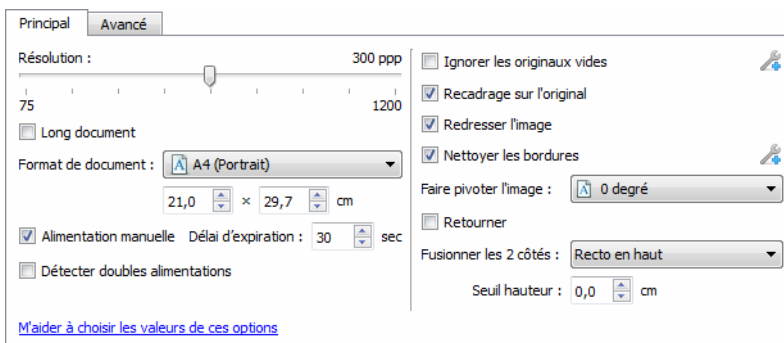 Principal
Avancé
Résolution :
300 ppp
75
1200
Long document
Format de document :
A4 (Portrait)
21,0 × 29,7 cm
Alimentation manuelle
Délai d'expiration : 30 sec
Détecter doubles alimentations
M'aider à choisir les valeurs de ces options
Ignorer les originaux vides
Recadrage sur l'original
Redresser l'image
Nettoyer les bordures
Faire pivoter l'image :
0 degré
Retourner
Fusionner les 2 côtés :
Recto en haut
Seuil hauteur : 0,0 cm